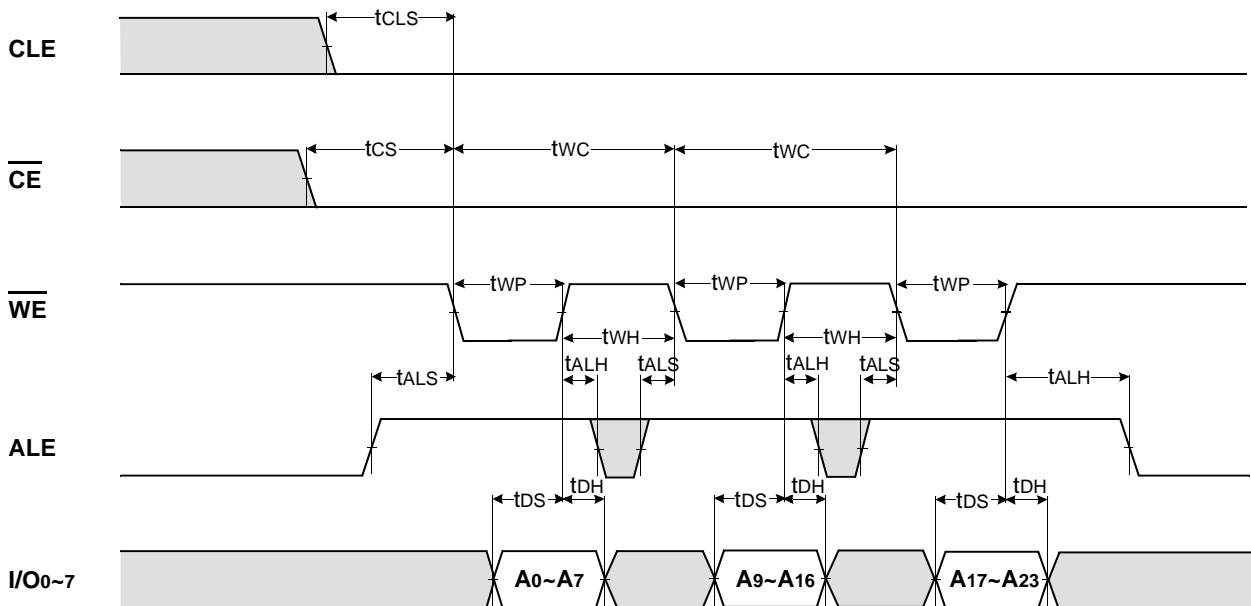 CLE
tCLS
CE
tCS
tWC
tWC
WE
tWP
tWP
tWP
tWH
tWH
tALS
tALH
tALS
tALH
tALS
tALH
ALE
tDS
tDH
tDS
tDH
tDS
tDH
I/O0~7
A0~A7
A9~A16
A17~A23